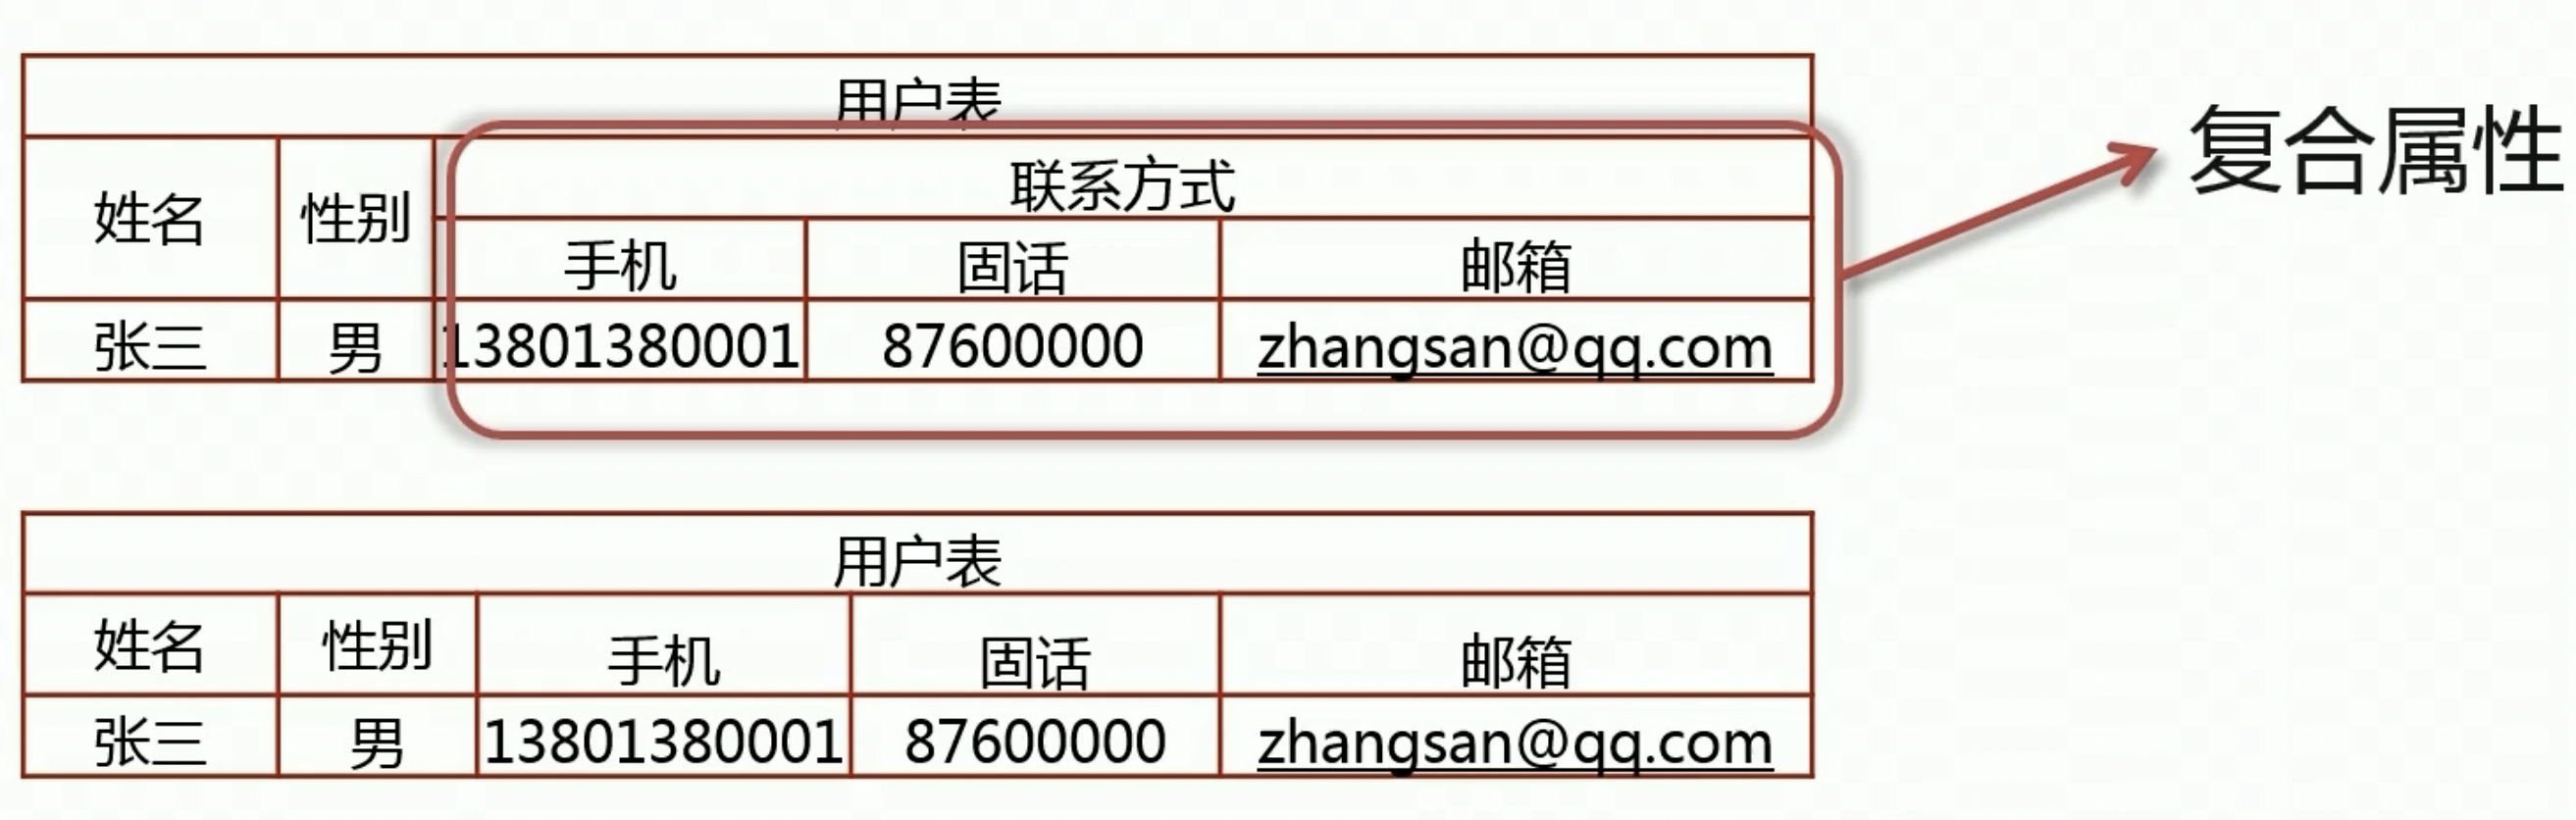 用户表
复合属性
姓名 性别 联系方式
手机 固话 邮箱
张三 男 13801380001 87600000 zhangsan@qq.com
用户表
姓名 性别 手机 固话 邮箱
张三 男 13801380001 87600000 zhangsan@qq.com